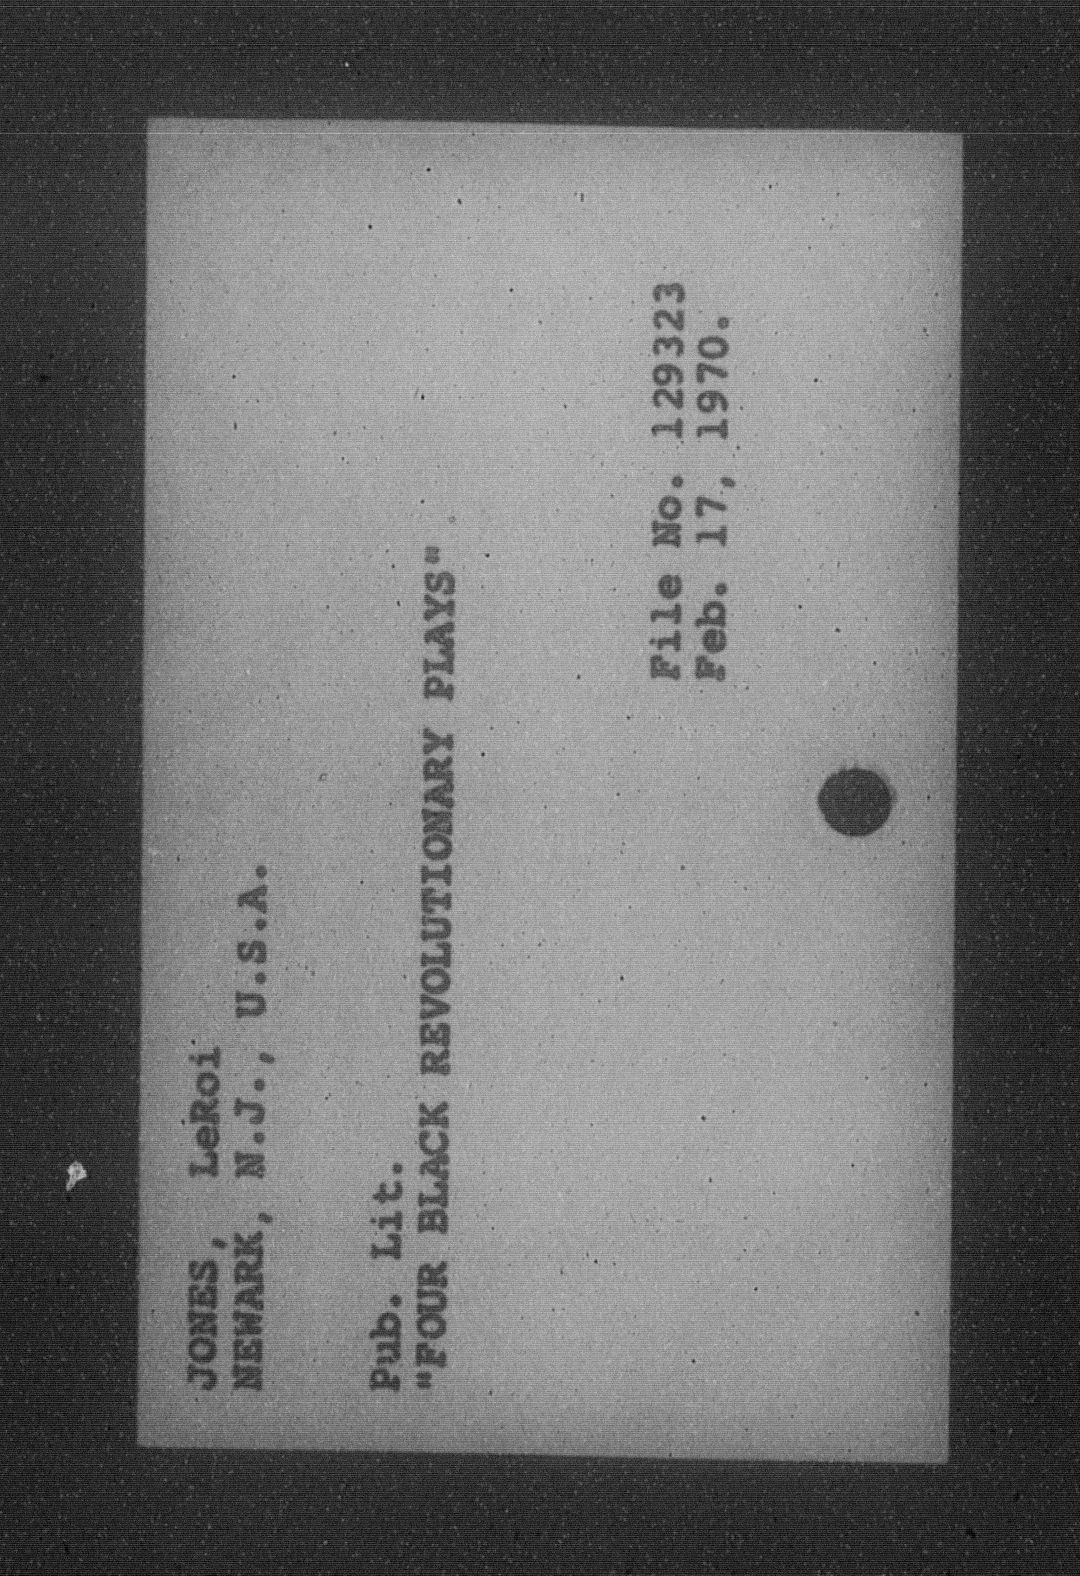 JONES, LeRoi
NEWARK, N.J., U.S.A.
Pub. Lit.
"FOUR BLACK REVOLUTIONARY PLAYS"
File No. 129323
Feb. 17, 1970.